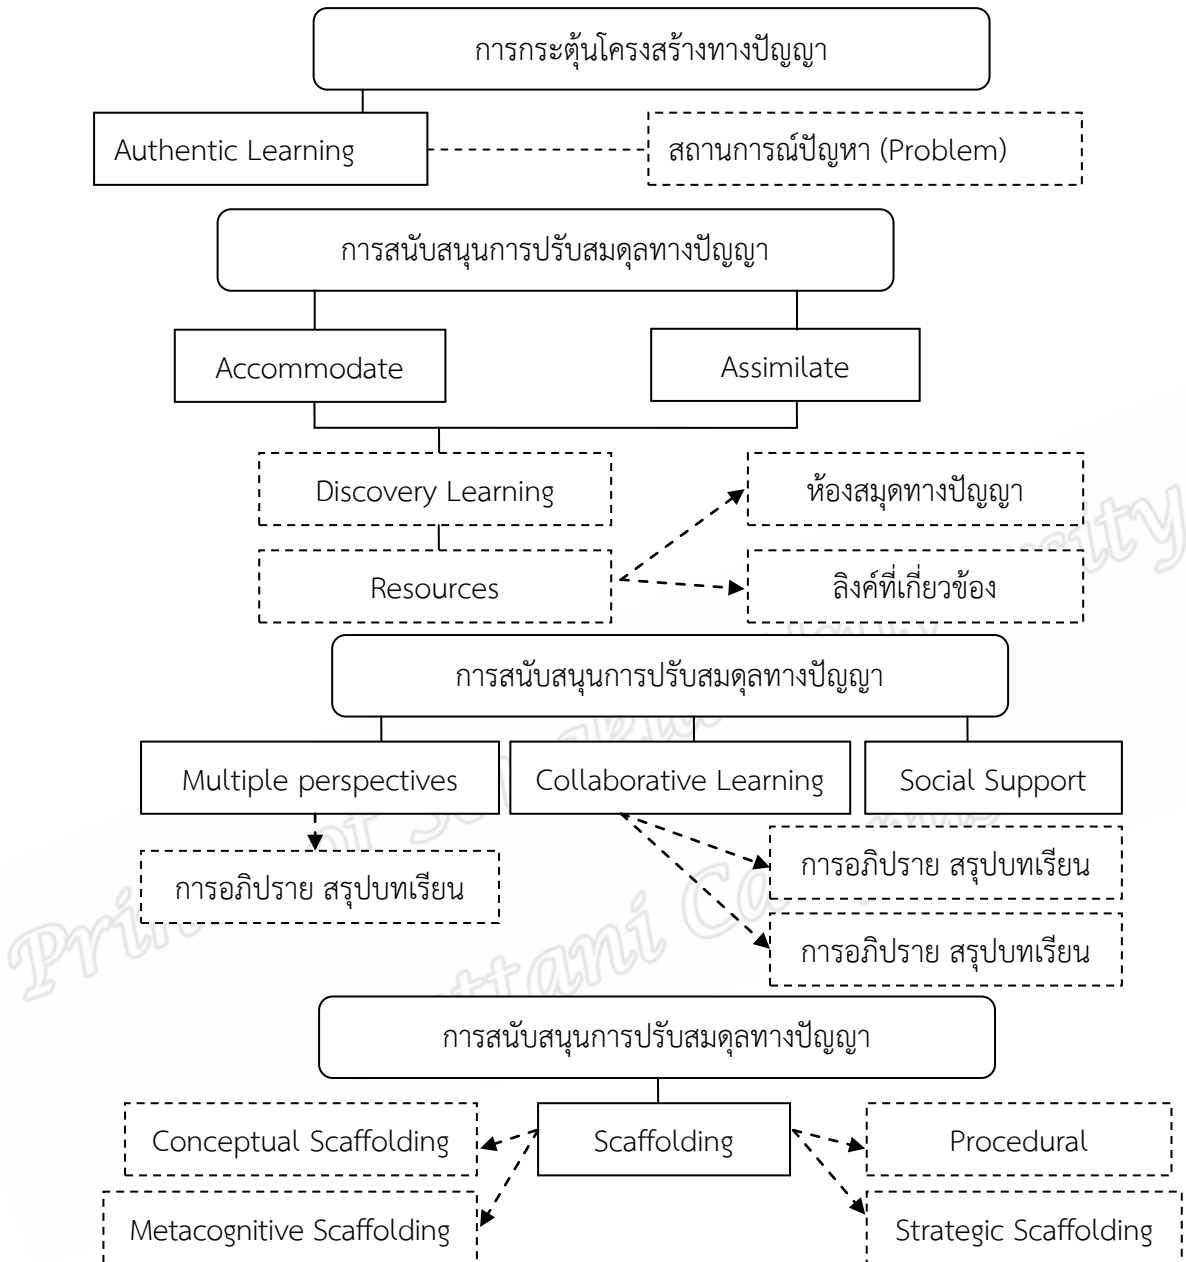 การกระตุ้นโครงสร้างทางปัญญา
Authentic Learning
สถานการณ์ปัญหา (Problem)
การสนับสนุนการปรับสมดุลทางปัญญา
Accommodate
Assimilate
Discovery Learning
ห้องสมุดทางปัญญา
Resources
ลิงค์ที่เกี่ยวข้อง
การสนับสนุนการปรับสมดุลทางปัญญา
Multiple perspectives
Collaborative Learning
Social Support
การอภิปราย สรุปบทเรียน
การอภิปราย สรุปบทเรียน
การอภิปราย สรุปบทเรียน
การสนับสนุนการปรับสมดุลทางปัญญา
Conceptual Scaffolding
Scaffolding
Procedural
Metacognitive Scaffolding
Strategic Scaffolding